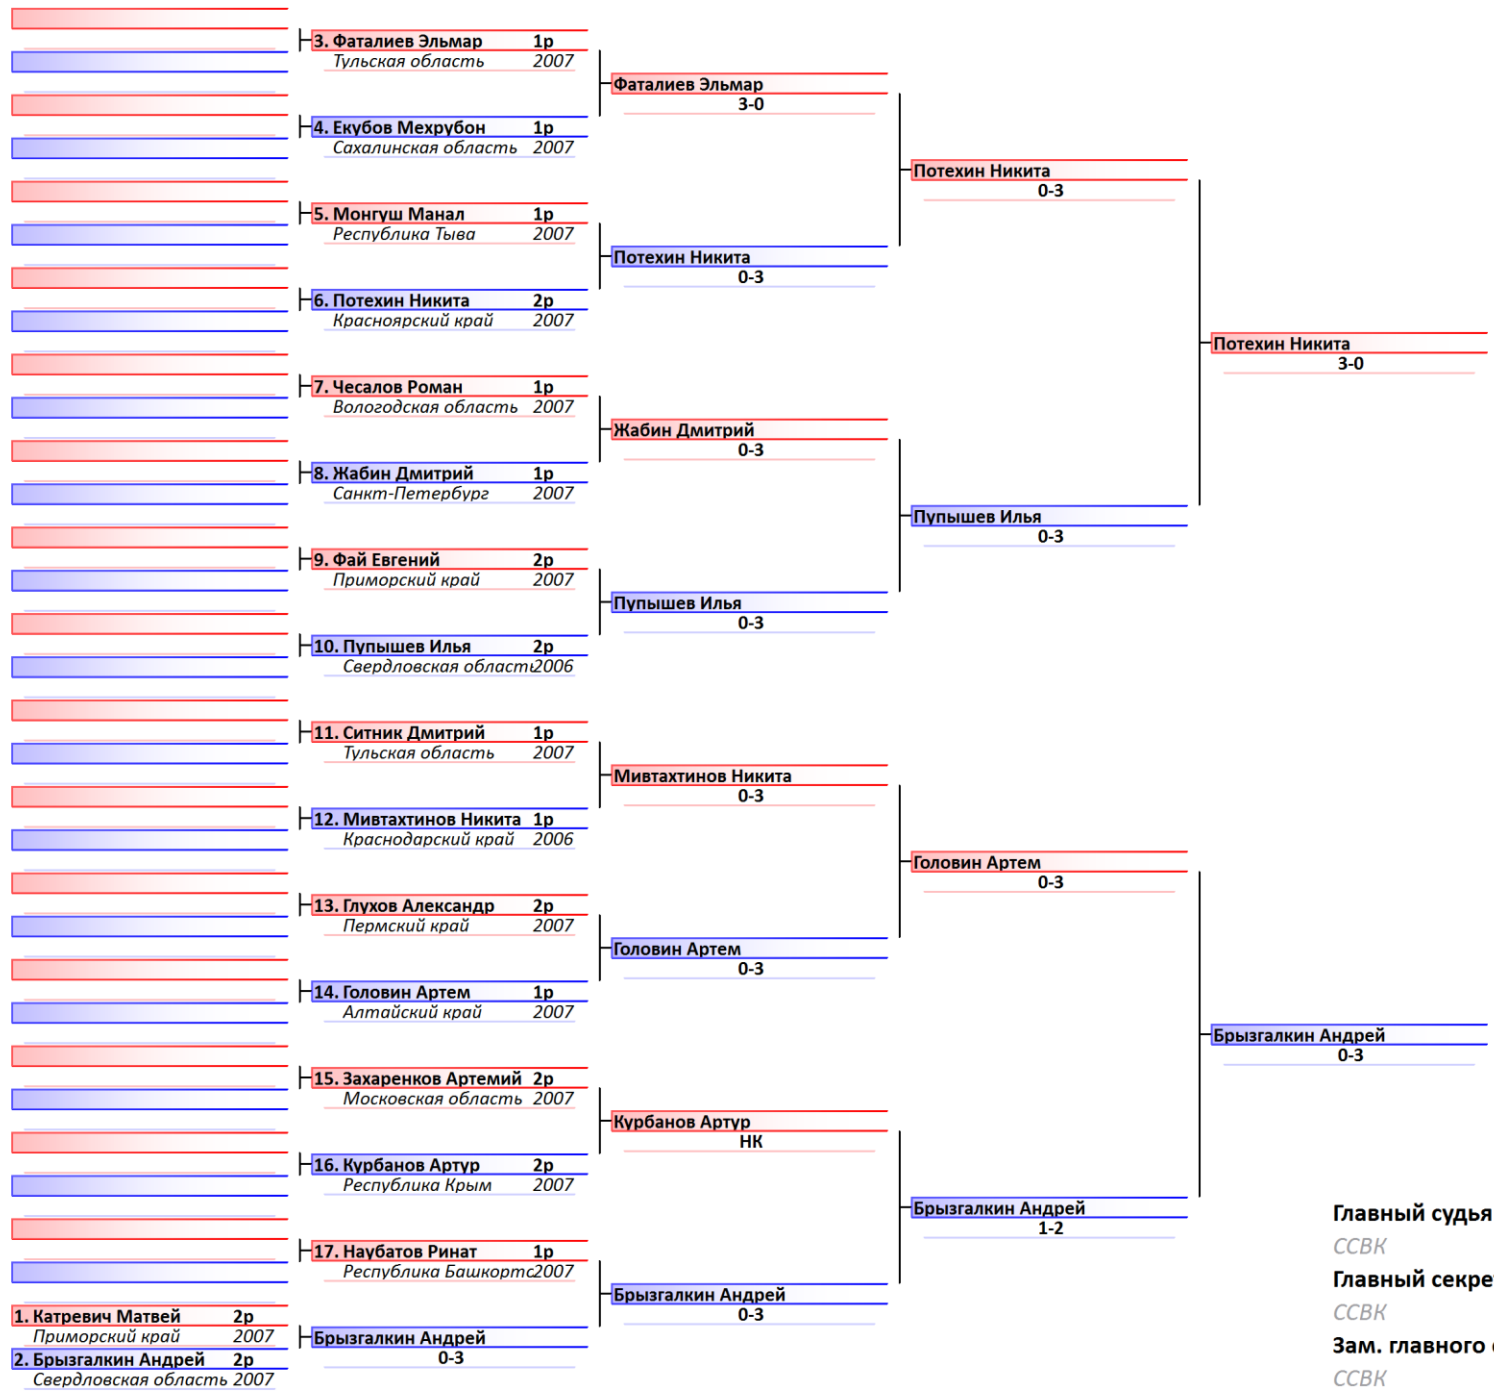 3. Фаталиев Эльмар 1р
Тульская область 2007
4. Екубов Мехрубон 1р
Сахалинская область 2007
5. Монгуш Манал 1р
Республика Тыва 2007
6. Потехин Никита 2р
Красноярский край 2007
7. Чесалов Роман 1р
Вологодская область 2007
8. Жабин Дмитрий 1р
Санкт-Петербург 2007
9. Фай Евгений 2р
Приморский край 2007
10. Пупышев Илья 2р
Свердловская область 2006
11. Ситник Дмитрий 1р
Тульская область 2007
12. Мивтахтинов Никита 1р
Краснодарский край 2006
13. Глухов Александр 2р
Пермский край 2007
14. Головин Артем 1р
Алтайский край 2007
15. Захаренков Артемий 2р
Московская область 2007
16. Курбанов Артур 2р
Республика Крым 2007
17. Наубатов Ринат 1р
Республика Башкортс 2007
1. Катревич Матвей 2р
Приморский край 2007
2. Брызгалкин Андрей 2р
Свердловская область 2007
Брызгалкин Андрей
0-3
Фаталиев Эльмар
3-0
Потехин Никита
0-3
Жабин Дмитрий
0-3
Пупышев Илья
0-3
Мивтахтинов Никита
0-3
Головин Артем
0-3
Курбанов Артур
НК
Брызгалкин Андрей
0-3
Потехин Никита
0-3
Пупышев Илья
0-3
Головин Артем
0-3
Брызгалкин Андрей
1-2
Потехин Никита
3-0
Брызгалкин Андрей
0-3
Главный судья
ССВК
Главный секре
ССВК
Зам. главного
ССВК